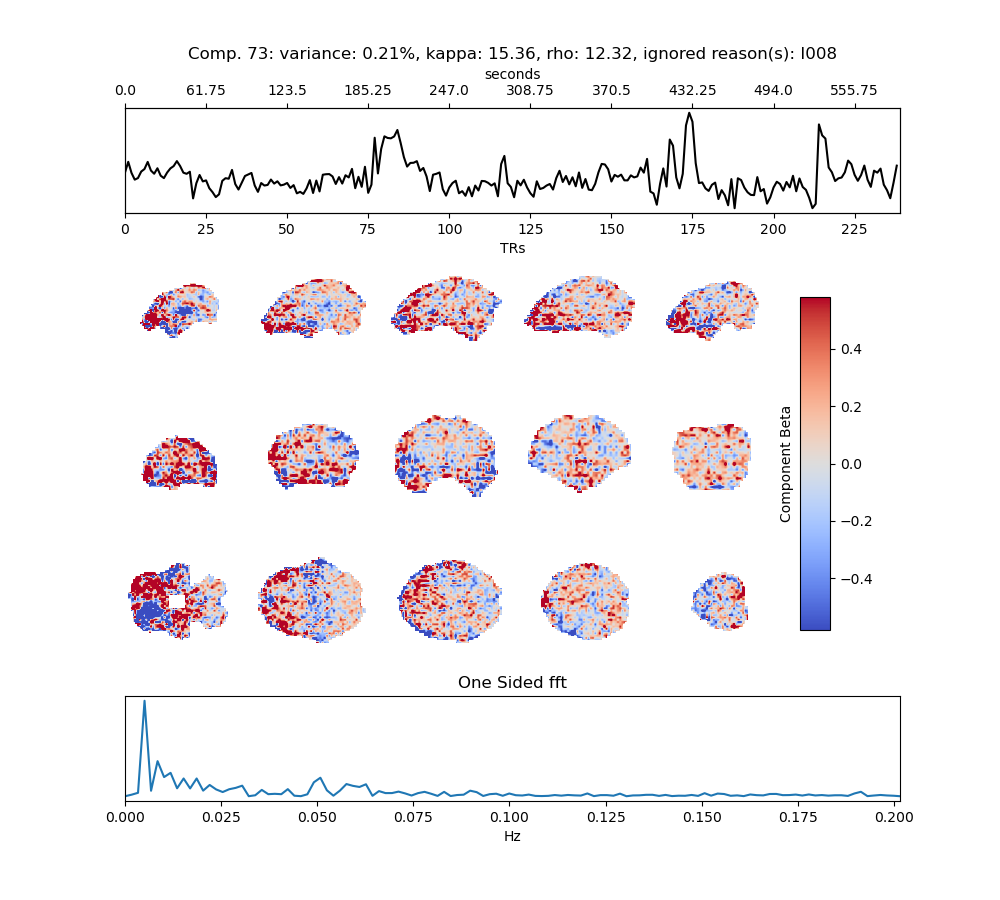 Comp. 73: variance: 0.21%, kappa: 15.36, rho: 12.32, ignored reason(s): I008
seconds
0.0 61.75 123.5 185.25 247.0 308.75 370.5 432.25 494.0 555.75
0 25 50 75 100 125 150 175 200 225
TRs
0.4
0.2
0.0
−0.2
−0.4
Component Beta
One Sided fft
0.000 0.025 0.050 0.075 0.100 0.125 0.150 0.175 0.200
Hz